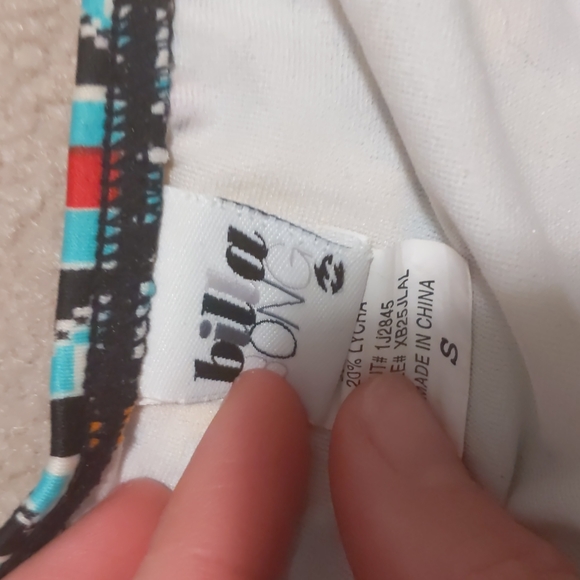 billa
BONG
20% LYCRA
1J2845
XB25JLAL
MADE IN CHINA
S